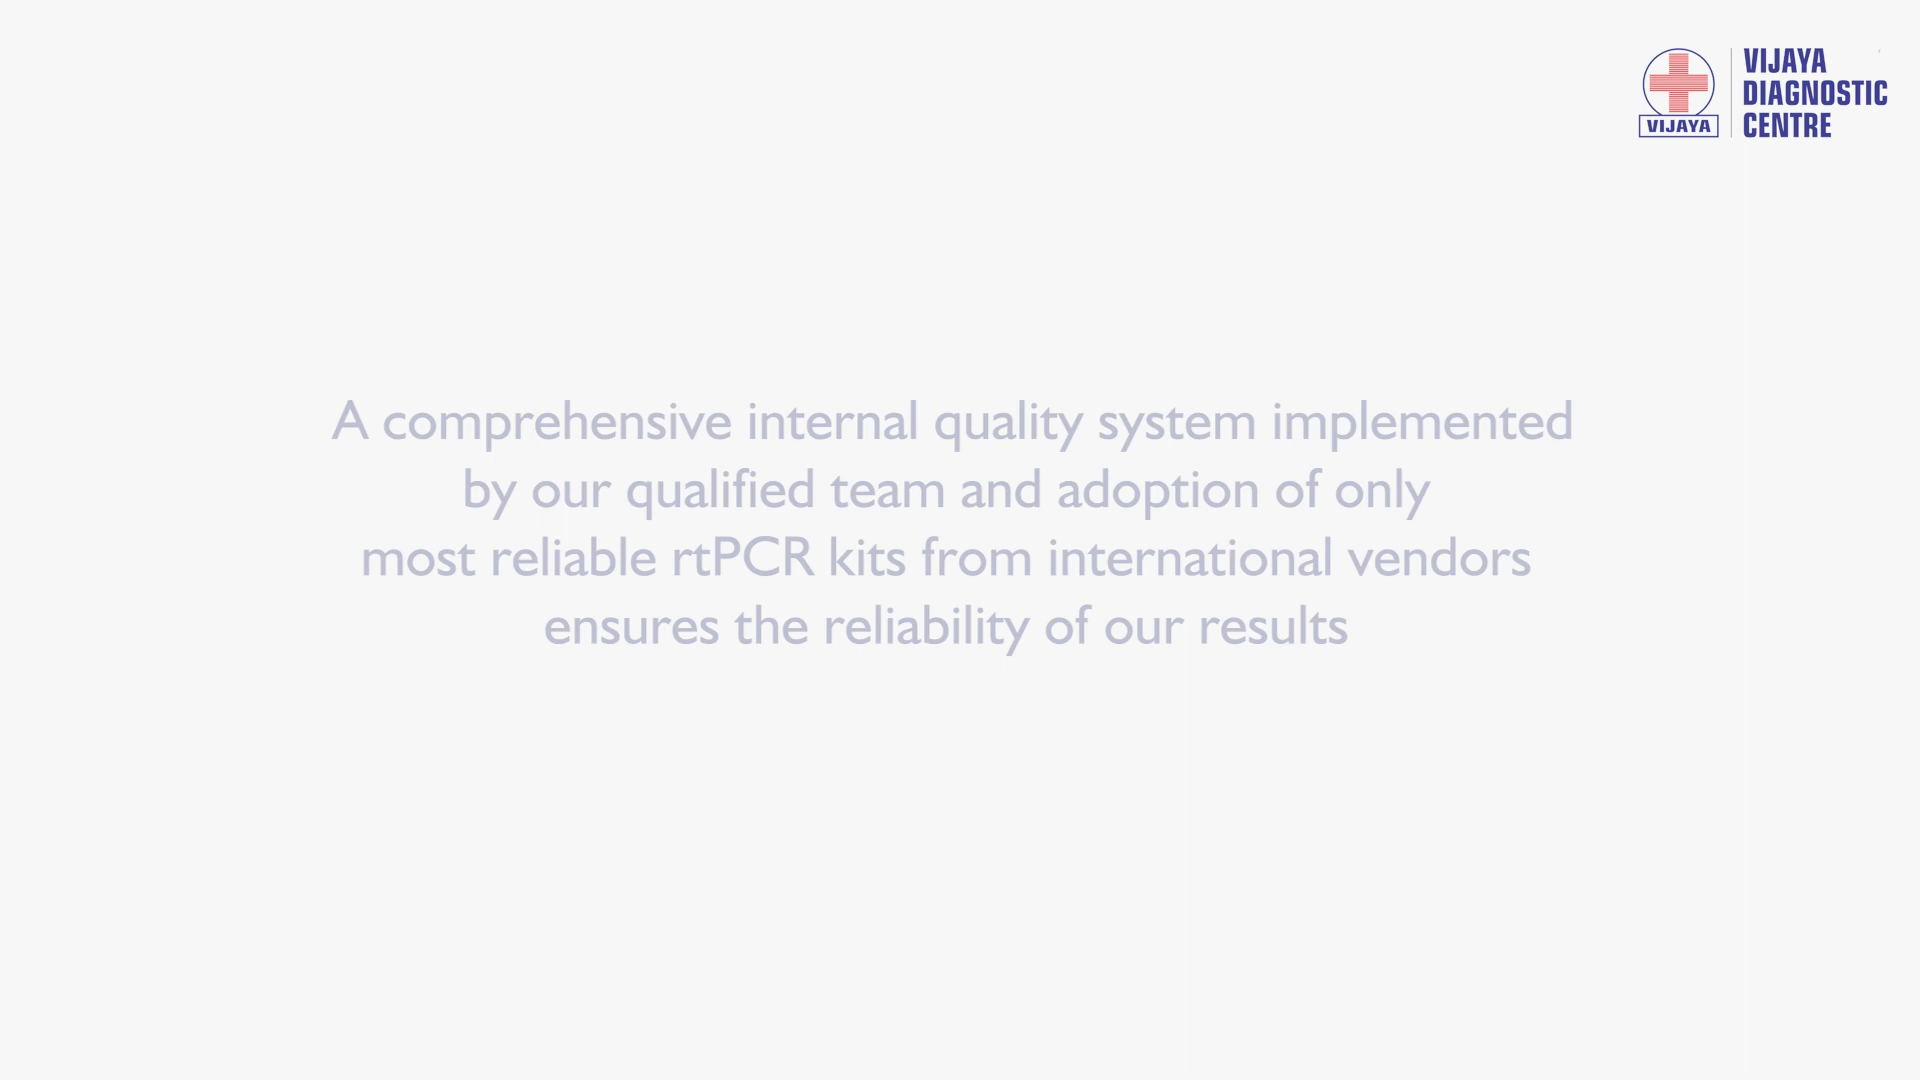 VIJAYA
DIAGNOSTIC
CENTRE
VIJAYA
A comprehensive internal quality system implemented
by our qualified team and adoption of only
most reliable rtPCR kits from international vendors
ensures the reliability of our results